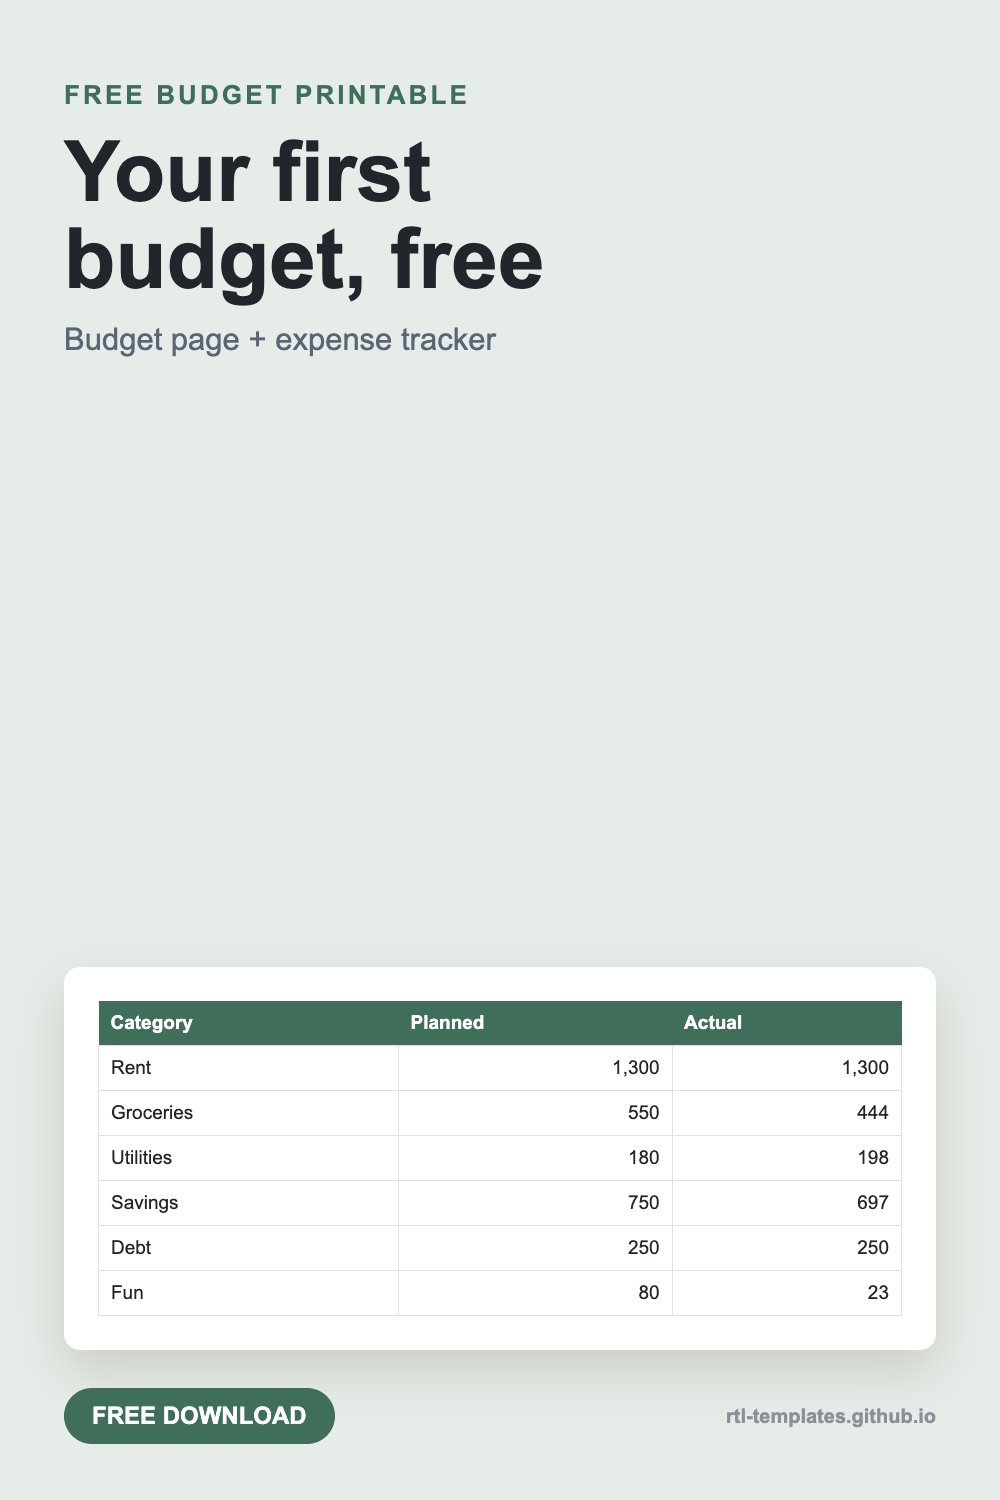 FREE BUDGET PRINTABLE
Your first
budget, free
Budget page + expense tracker
Category Planned Actual
Rent 1,300 1,300
Groceries 550 444
Utilities 180 198
Savings 750 697
Debt 250 250
Fun 80 23
FREE DOWNLOAD
rtl-templates.github.io